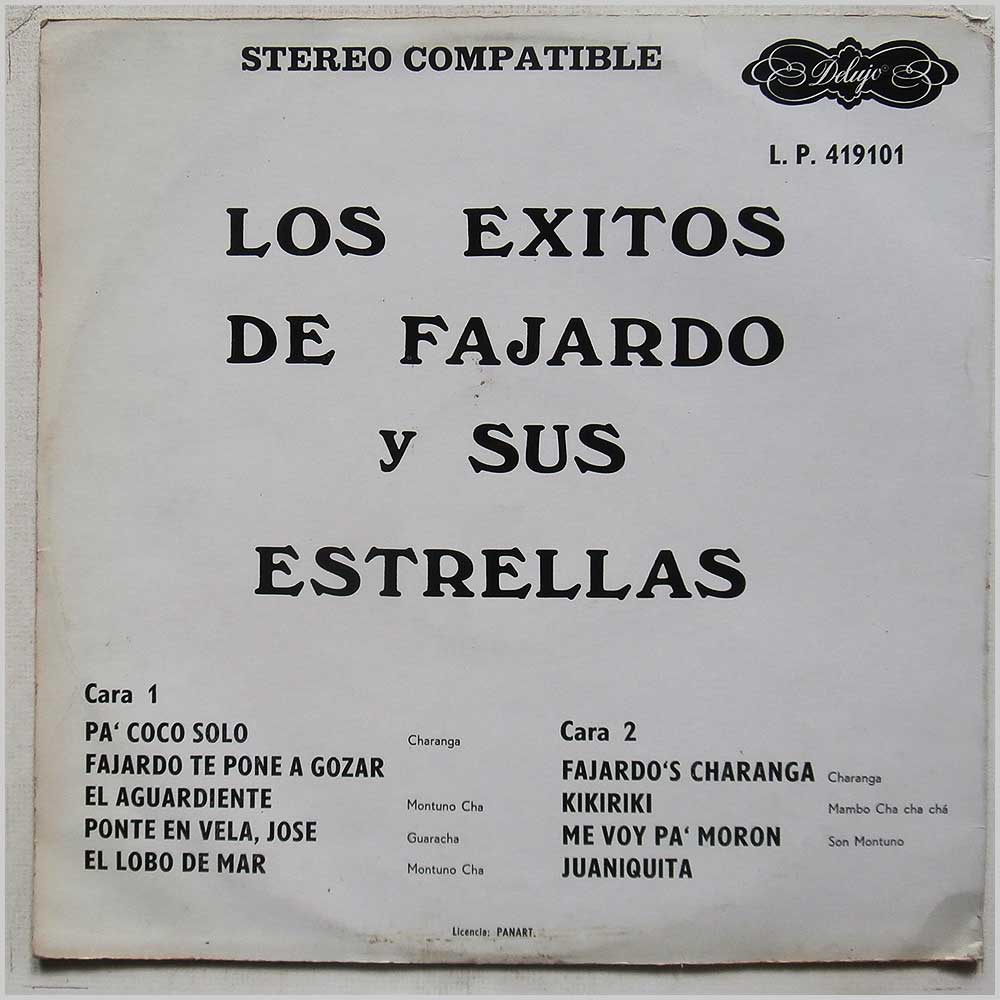 STEREO COMPATIBLE
Delujo
L. P. 419101
LOS EXITOS
DE FAJARDO
y SUS
ESTRELLAS
Cara 1
PA' COCO SOLO Charanga
FAJARDO TE PONE A GOZAR
EL AGUARDIENTE Montuno Cha
PONTE EN VELA, JOSE Guaracha
EL LOBO DE MAR Montuno Cha
Cara 2
FAJARDO'S CHARANGA Charanga
KIKIRIKI Mambo Cha cha chá
ME VOY PA' MORON Son Montuno
JUANIQUITA
Licencia: PANART.